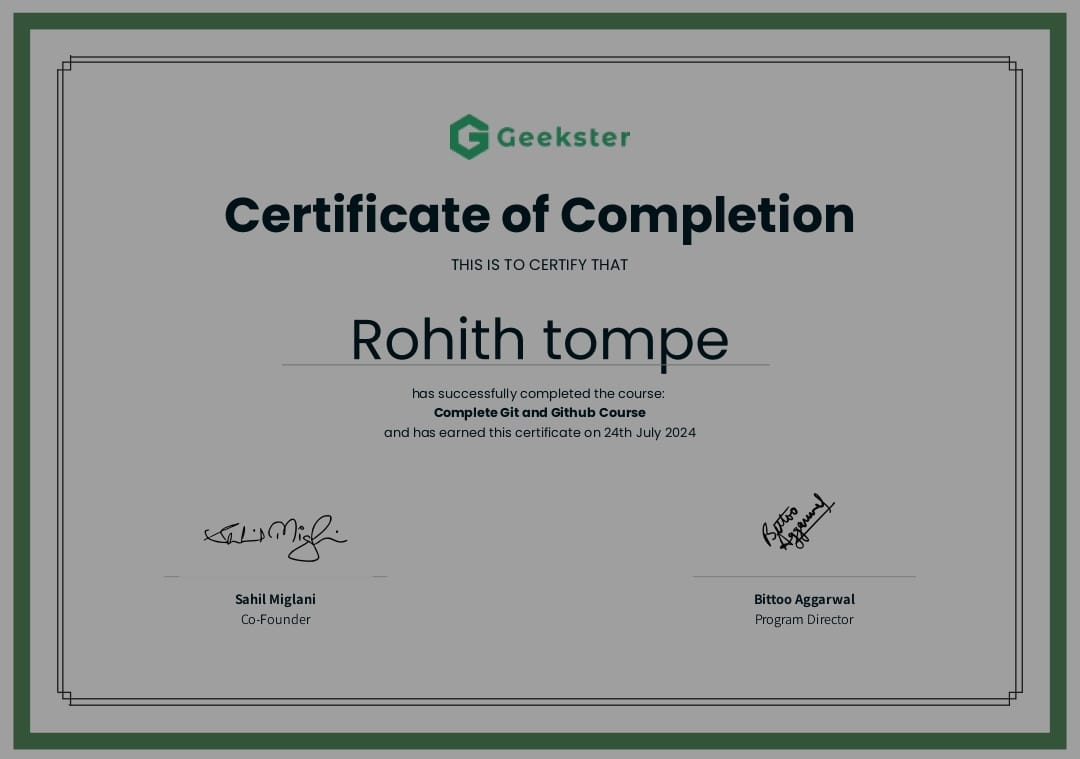 Geekster
Certificate of Completion
THIS IS TO CERTIFY THAT
Rohith tompe
has successfully completed the course:
Complete Git and Github Course
and has earned this certificate on 24th July 2024
Sahil Miglani
Bittoo Aggarwal
Sahil Miglani
Co-Founder
Bittoo Aggarwal
Program Director